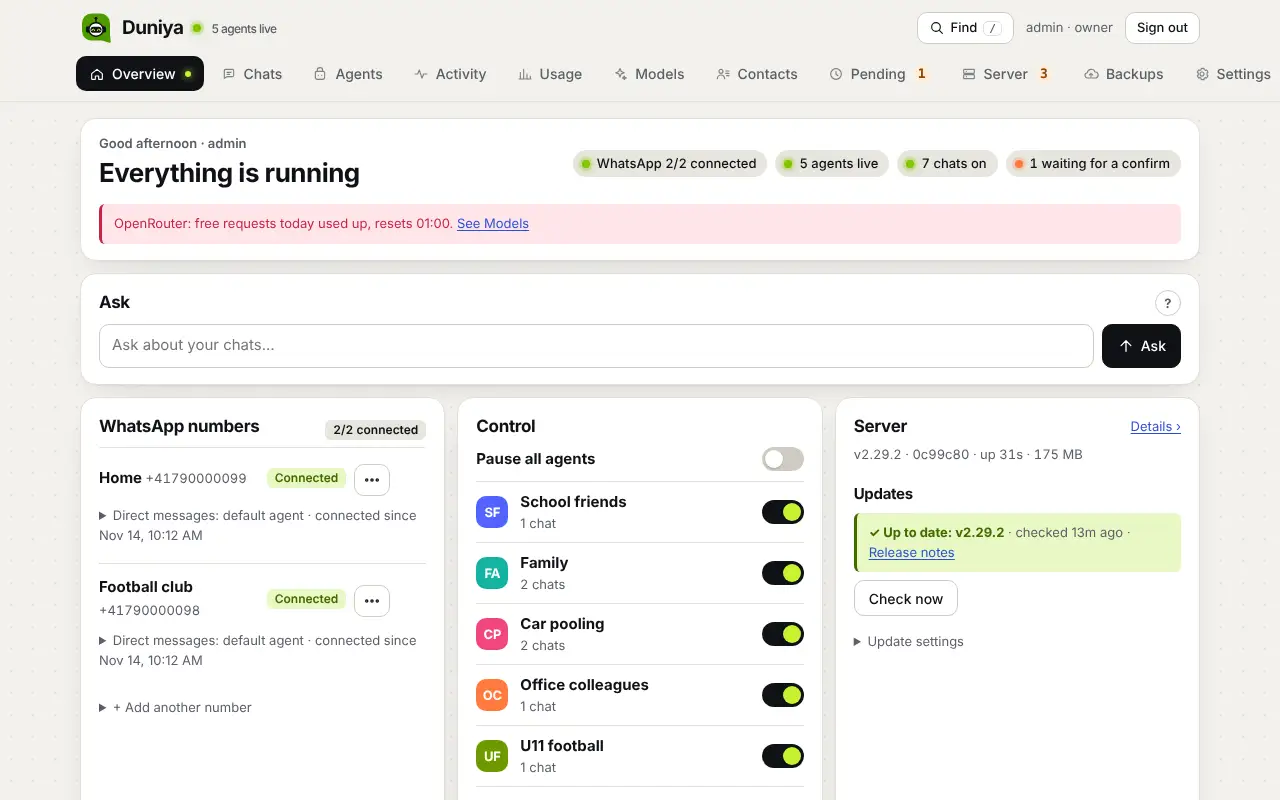 Duniya
5 agents live
Find /
admin · owner
Sign out
Overview
Chats
Agents
Activity
Usage
Models
Contacts
Pending 1
Server 3
Backups
Settings
Good afternoon · admin
Everything is running
WhatsApp 2/2 connected
5 agents live
7 chats on
1 waiting for a confirm
OpenRouter: free requests today used up, resets 01:00. See Models
Ask
?
Ask about your chats...
↑ Ask
WhatsApp numbers
2/2 connected
Home +41790000099
Connected
•••
▶ Direct messages: default agent · connected since
Nov 14, 10:12 AM
Football club
+41790000098
Connected
•••
▶ Direct messages: default agent · connected since
Nov 14, 10:12 AM
▶ + Add another number
Control
Pause all agents
SF
School friends
1 chat
FA
Family
2 chats
CP
Car pooling
2 chats
OC
Office colleagues
1 chat
UF
U11 football
1 chat
Server
Details ›
v2.29.2 · 0c99c80 · up 31s · 175 MB
Updates
✓ Up to date: v2.29.2 · checked 13m ago ·
Release notes
Check now
▶ Update settings